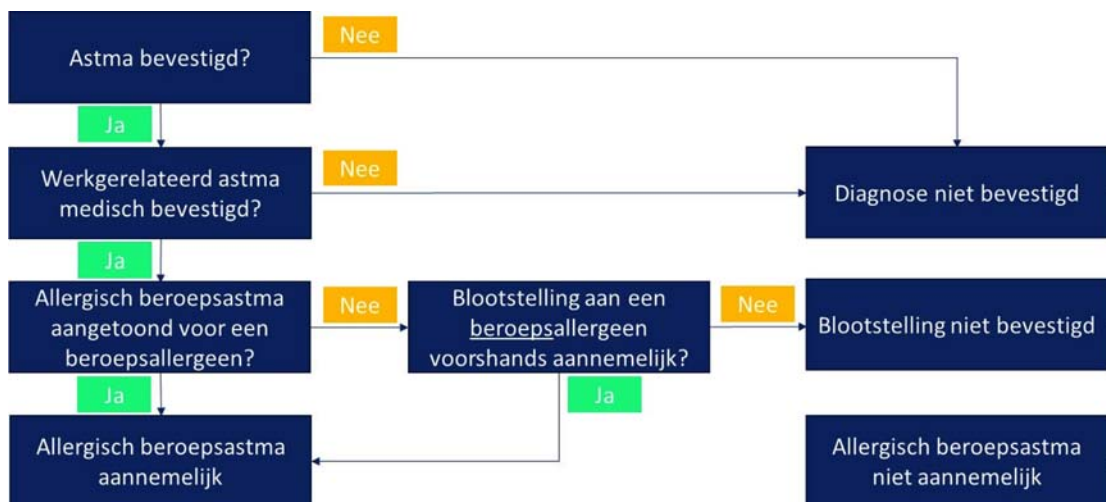 Nee
Astma bevestigd?
Ja
Werkgerelateerd astma
medisch bevestigd?
Nee
Diagnose niet bevestigd
Ja
Allergisch beroepsastma
aangetoond voor een
beroepsallergeen?
Nee
Blootstelling aan een
beroepsallergeen
voorshands aannemelijk?
Nee
Blootstelling niet bevestigd
Ja
Ja
Allergisch beroepsastma
aannemelijk
Allergisch beroepsastma
niet aannemelijk